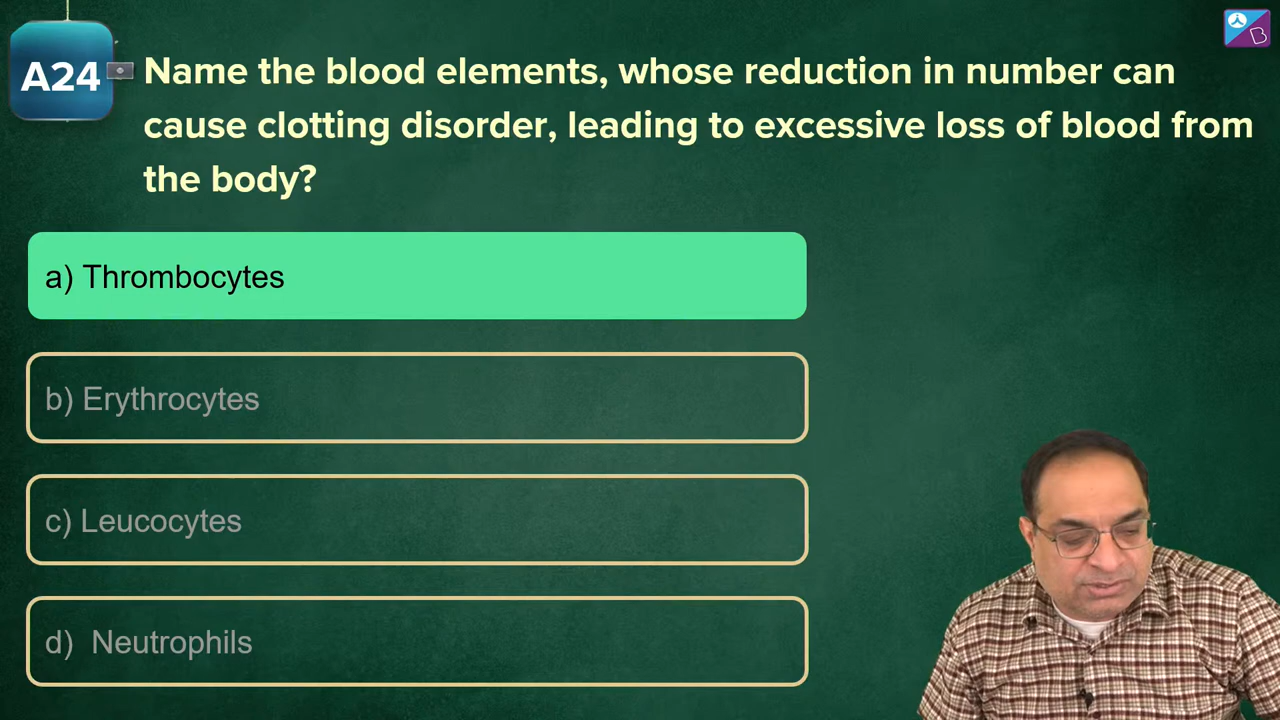 A24
Name the blood elements, whose reduction in number can
cause clotting disorder, leading to excessive loss of blood from
the body?
a) Thrombocytes
b) Erythrocytes
c) Leucocytes
d) Neutrophils
B